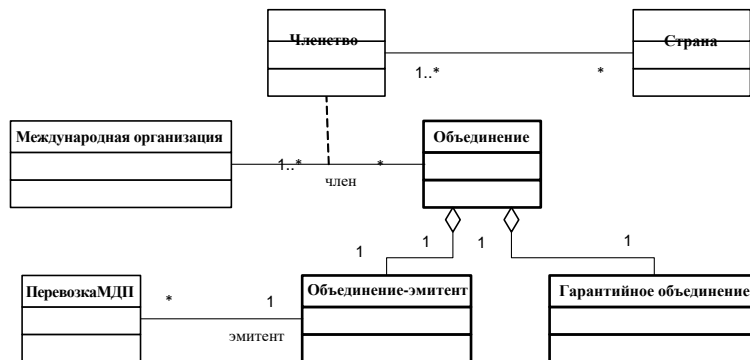 Членство
Страна
1..*
*
Международная организация
Объединение
1..*
*
член
1
1
1
1
ПеревозкаМДП
*
1
эмитент
Объединение-эмитент
Гарантийное объединение